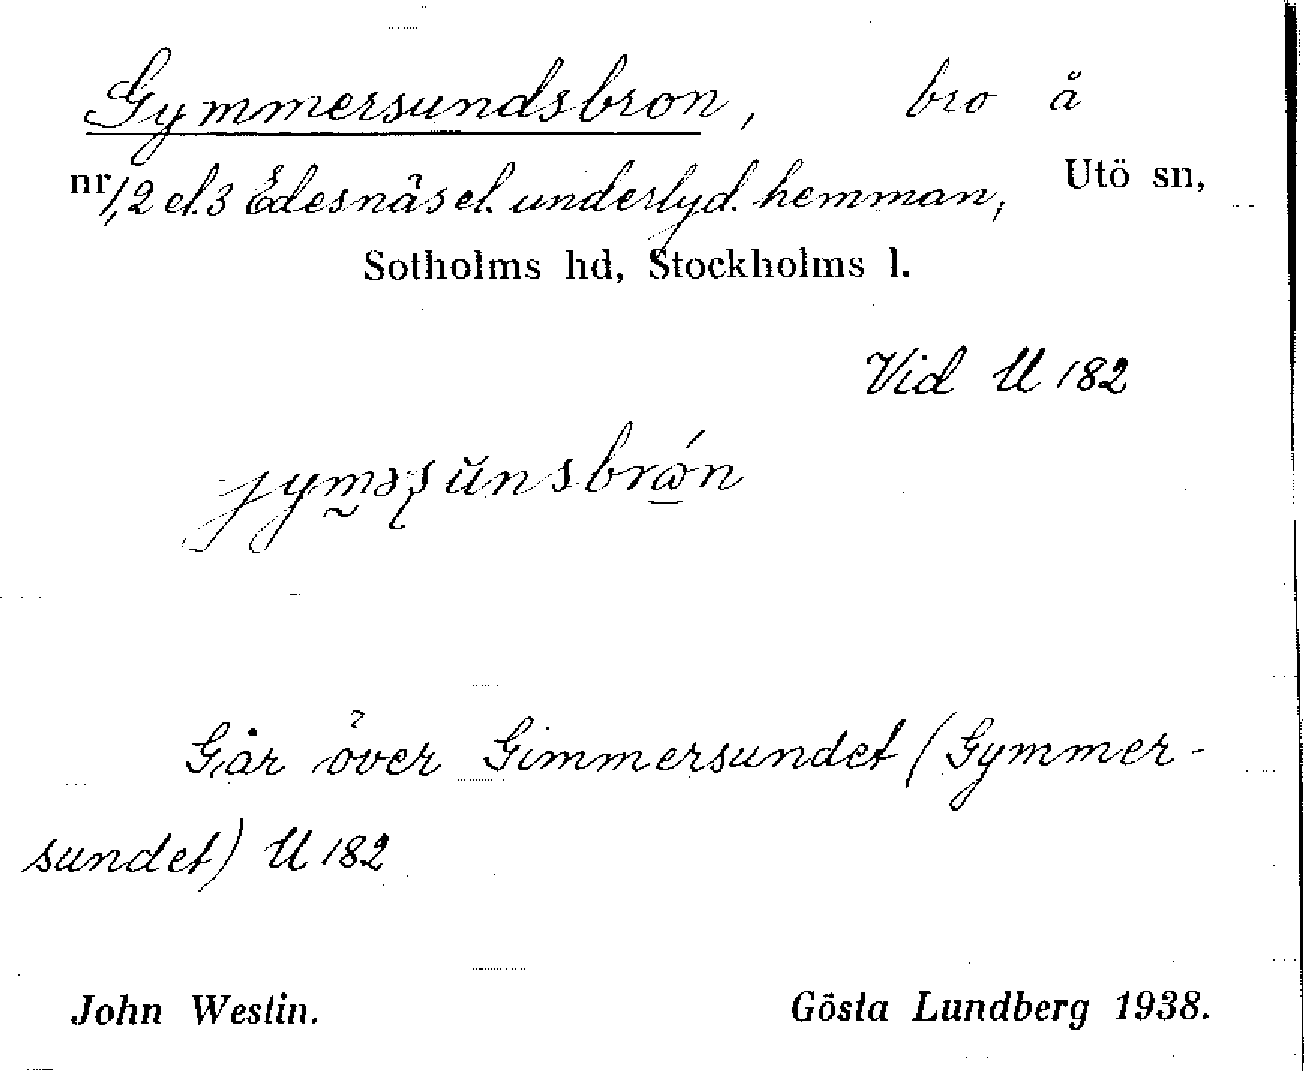 Gymmersundsbron, bro å
nr 1, 2 el. 3 Edesnäs el. underlyd. hemman, Utö sn,
Sotholms hd, Stockholms l.
Vid U 182
Går över Gimmersundet (Gymmer-
sundet) U 182
John Westin. Gösta Lundberg 1938.